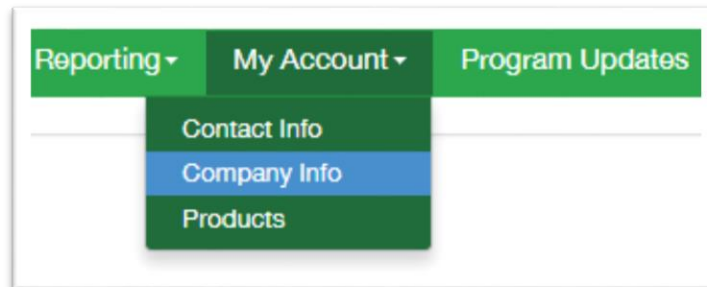 Reporting My Account Program Updates
Contact Info
Company Info
Products